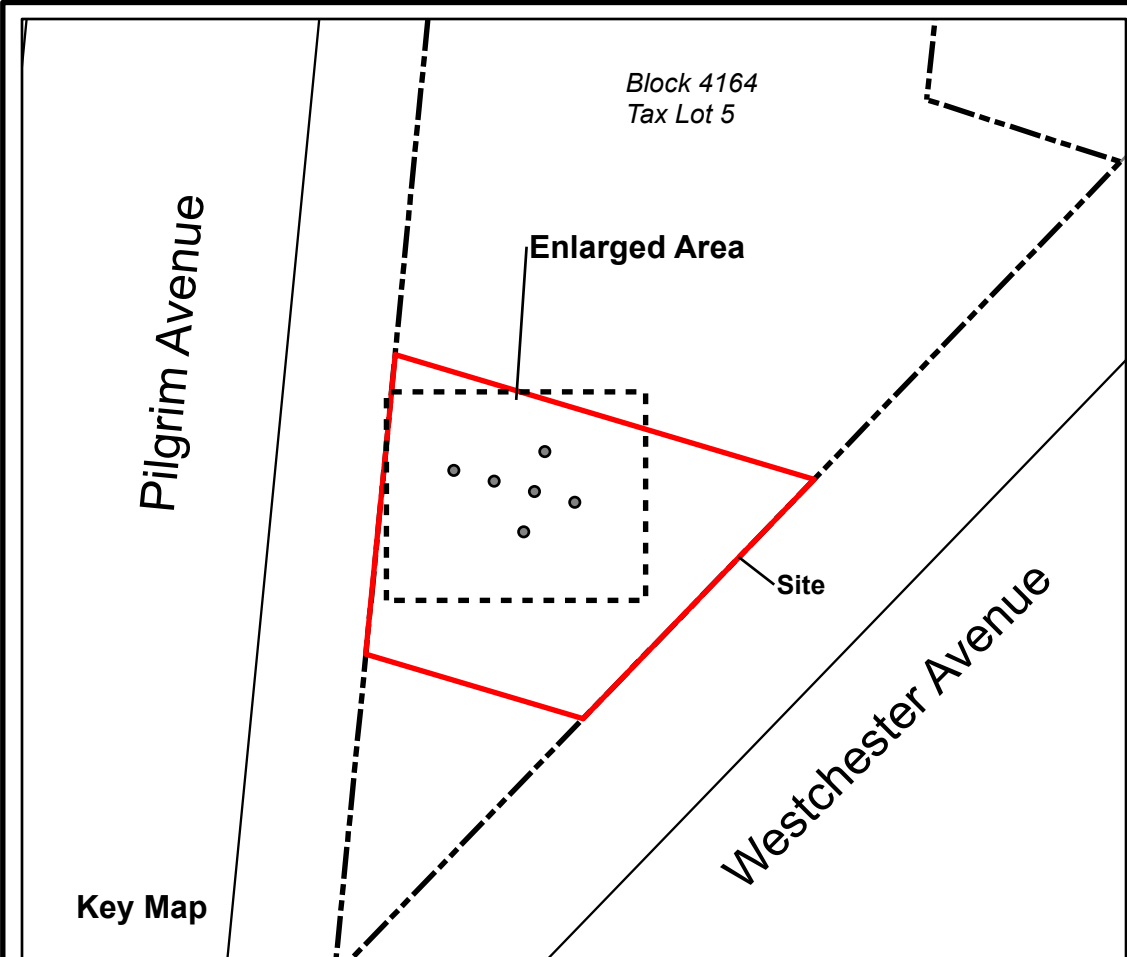 Block 4164
Tax Lot 5
Pilgrim Avenue
Enlarged Area
Site
Westchester Avenue
Key Map